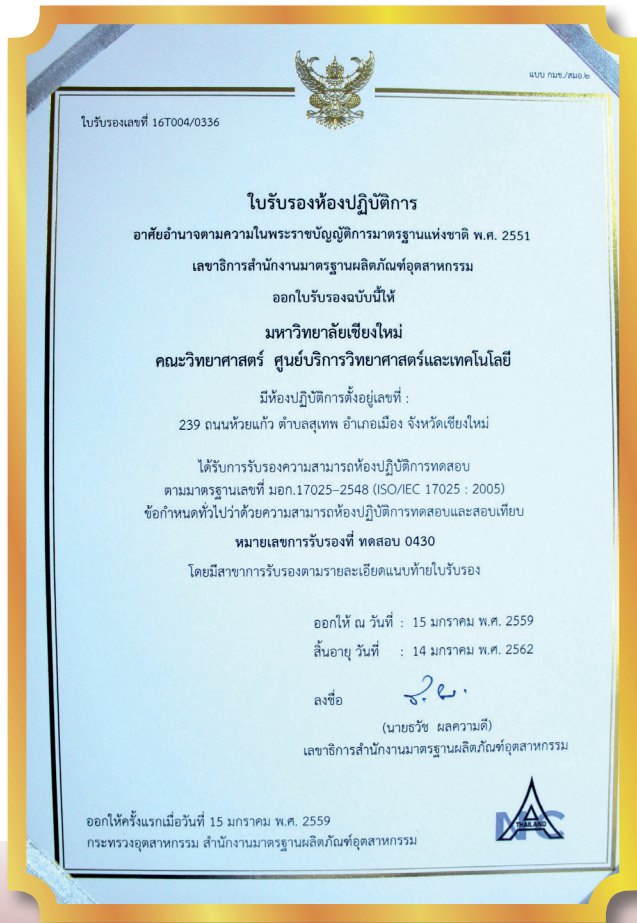 แบบ กมช./สมอ.๒
ใบรับรองเลขที่ 16T004/0336
ใบรับรองห้องปฏิบัติการ
อาศัยอำนาจตามความในพระราชบัญญัติการมาตรฐานแห่งชาติ พ.ศ. 2551
เลขาธิการสำนักงานมาตรฐานผลิตภัณฑ์อุตสาหกรรม
ออกใบรับรองฉบับนี้ให้
มหาวิทยาลัยเชียงใหม่
คณะวิทยาศาสตร์ ศูนย์บริการวิทยาศาสตร์และเทคโนโลยี
มีห้องปฏิบัติการตั้งอยู่เลขที่ :
239 ถนนห้วยแก้ว ตำบลสุเทพ อำเภอเมือง จังหวัดเชียงใหม่
ได้รับการรับรองความสามารถห้องปฏิบัติการทดสอบ
ตามมาตรฐานเลขที่ มอก.17025–2548 (ISO/IEC 17025 : 2005)
ข้อกำหนดทั่วไปว่าด้วยความสามารถห้องปฏิบัติการทดสอบและสอบเทียบ
หมายเลขการรับรองที่ ทดสอบ 0430
โดยมีสาขาการรับรองตามรายละเอียดแนบท้ายใบรับรอง
ออกให้ ณ วันที่ : 15 มกราคม พ.ศ. 2559
สิ้นอายุ วันที่ : 14 มกราคม พ.ศ. 2562
ลงชื่อ
(นายธวัช ผลความดี)
เลขาธิการสำนักงานมาตรฐานผลิตภัณฑ์อุตสาหกรรม
ออกให้ครั้งแรกเมื่อวันที่ 15 มกราคม พ.ศ. 2559
กระทรวงอุตสาหกรรม สำนักงานมาตรฐานผลิตภัณฑ์อุตสาหกรรม
THAILAND
NC